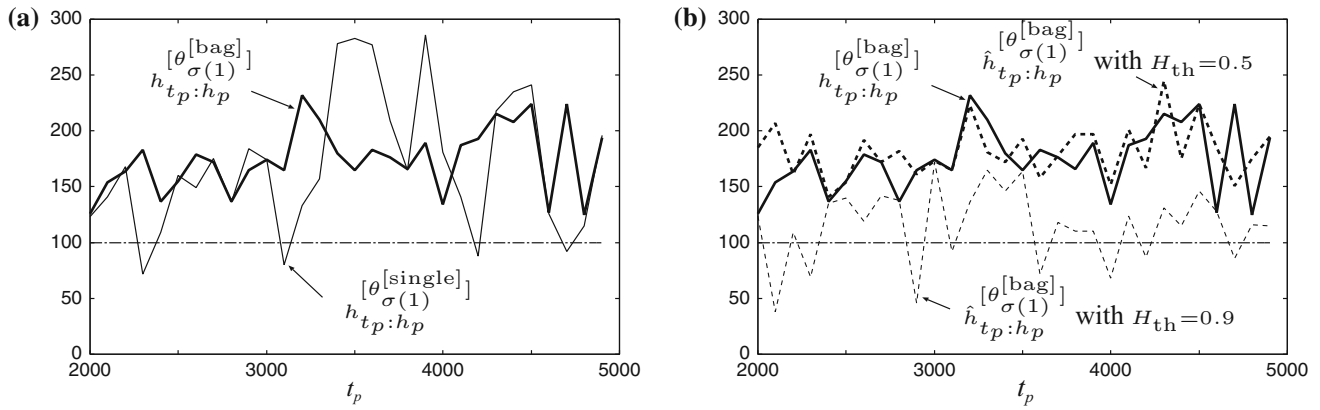 (a)
300
250
200
150
100
50
0
2000
3000
4000
5000
t_p
h_{t_p:h_p}^{[θ_{σ(1)}^{[bag]}]}
h_{t_p:h_p}^{[θ_{σ(1)}^{[single]}]}
(b)
300
250
200
150
100
50
0
2000
3000
4000
5000
t_p
h_{t_p:h_p}^{[θ_{σ(1)}^{[bag]}]}
ĥ_{t_p:h_p}^{[θ_{σ(1)}^{[bag]}]} with H_th=0.5
ĥ_{t_p:h_p}^{[θ_{σ(1)}^{[bag]}]} with H_th=0.9